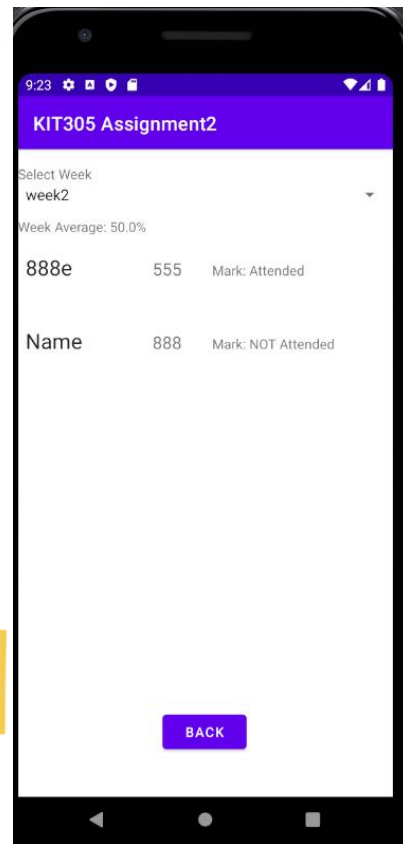 9:23
KIT305 Assignment2
Select Week
week2
Week Average: 50.0%
888e 555 Mark: Attended
Name 888 Mark: NOT Attended
BACK